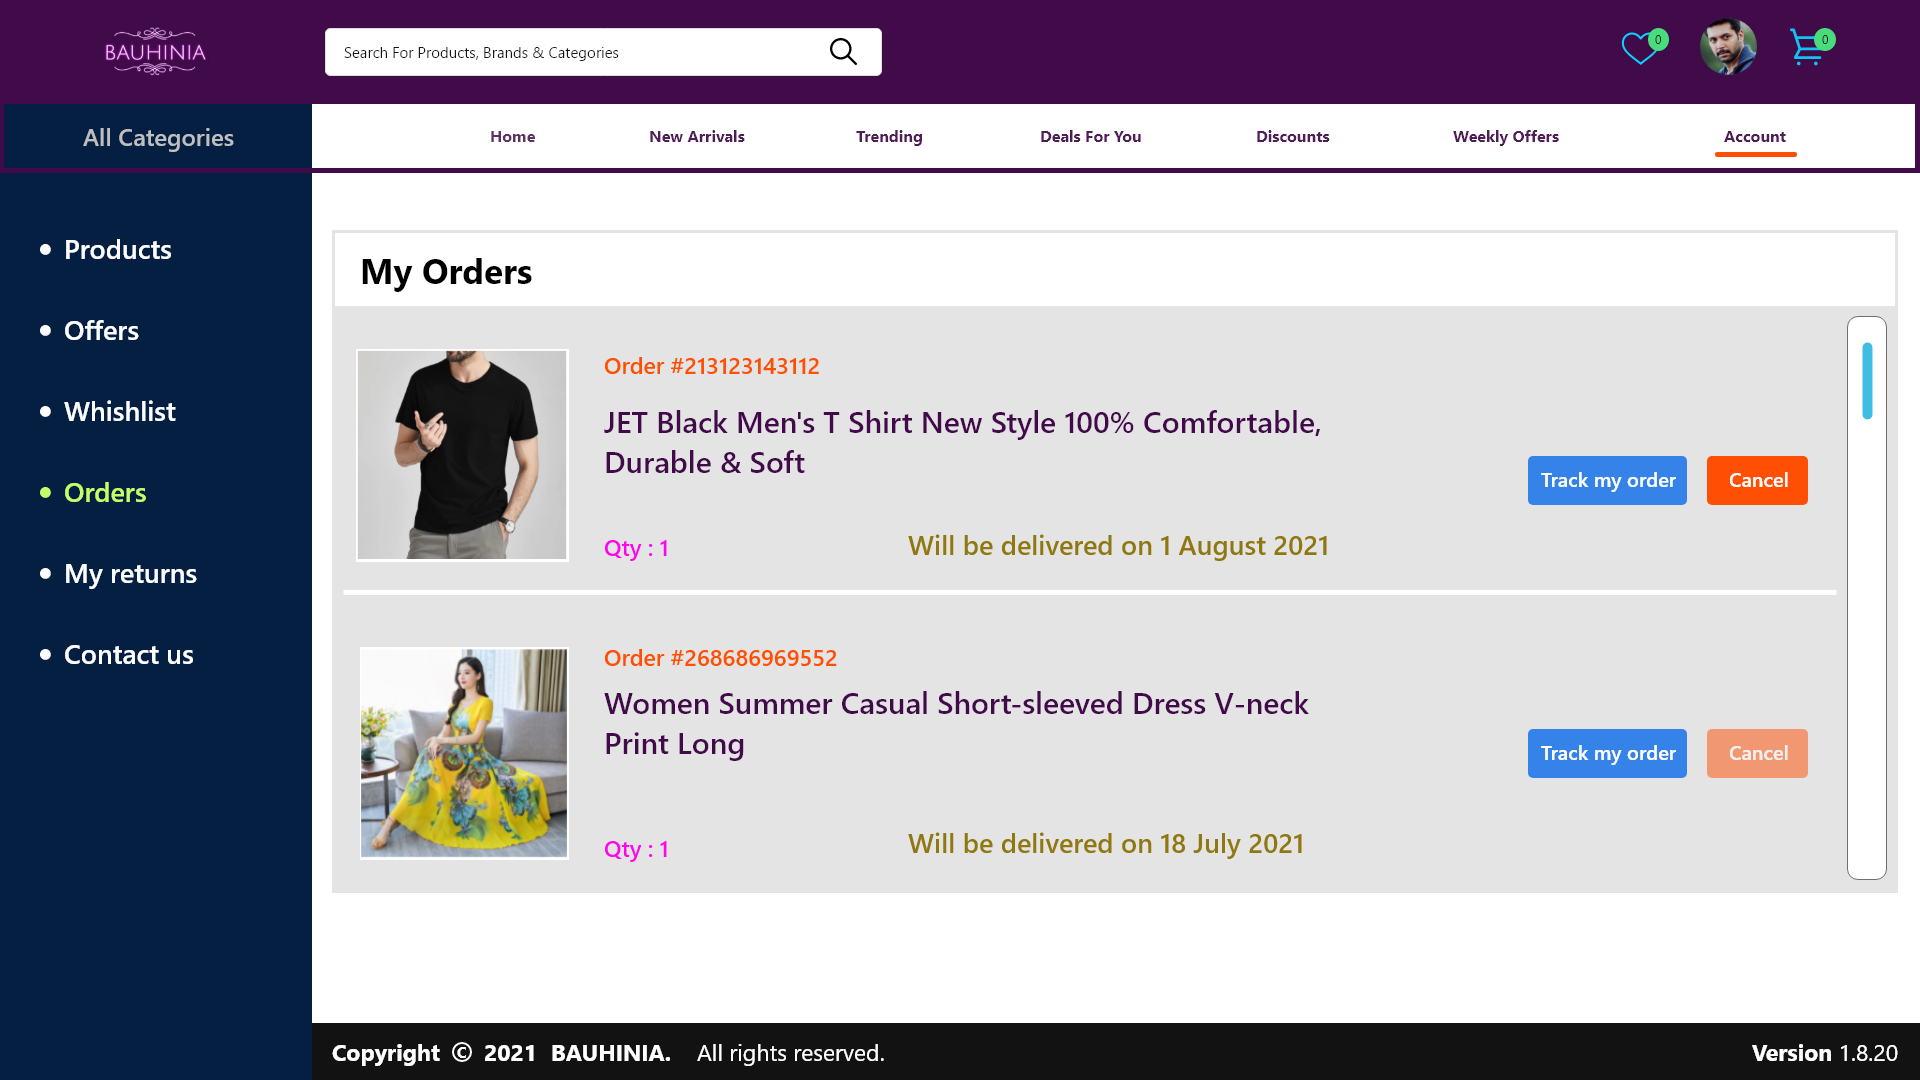 BAUHINIA
Search For Products, Brands & Categories
0
0
All Categories
Home
New Arrivals
Trending
Deals For You
Discounts
Weekly Offers
Account
Products
Offers
Whishlist
Orders
My returns
Contact us
My Orders
Order #213123143112
JET Black Men's T Shirt New Style 100% Comfortable,
Durable & Soft
Track my order
Cancel
Qty : 1
Will be delivered on 1 August 2021
Order #268686969552
Women Summer Casual Short-sleeved Dress V-neck
Print Long
Track my order
Cancel
Qty : 1
Will be delivered on 18 July 2021
Copyright © 2021 BAUHINIA. All rights reserved.
Version 1.8.20